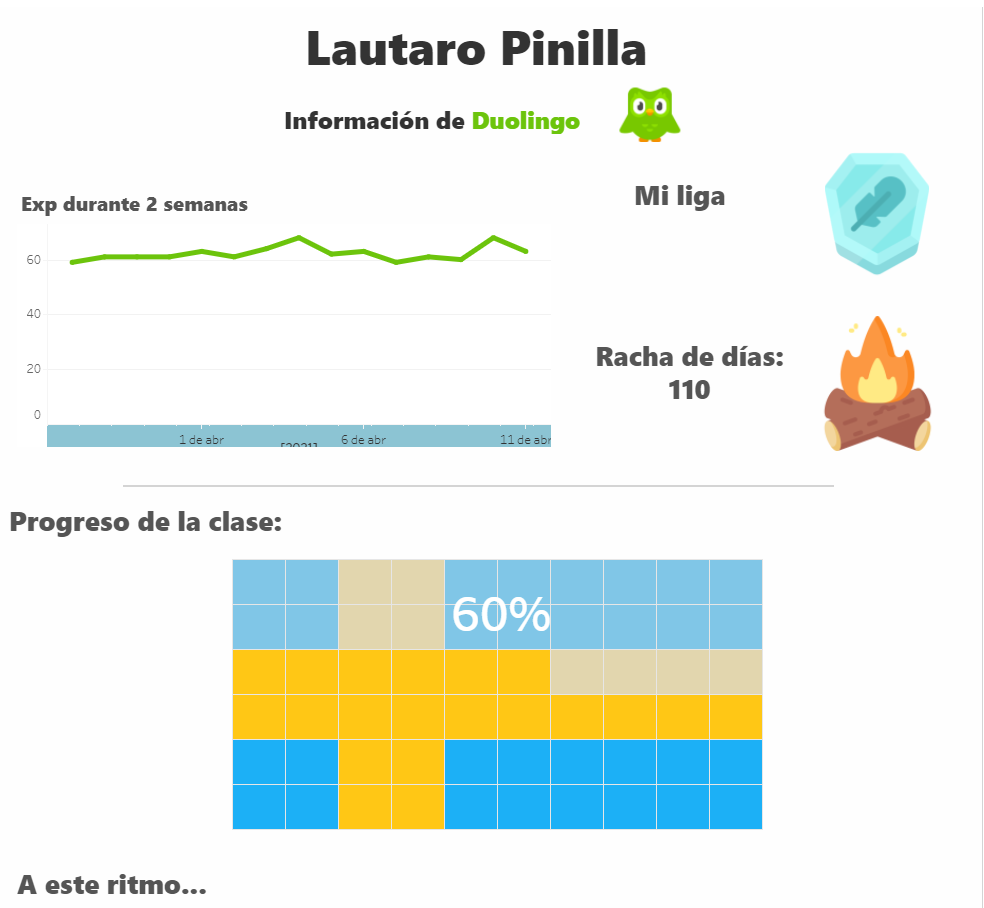 Lautaro Pinilla
Información de Duolingo
Mi liga
Exp durante 2 semanas
60
40
20
0
1 de abr
6 de abr
11 de abr
Racha de días:
110
Progreso de la clase:
60%
A este ritmo...